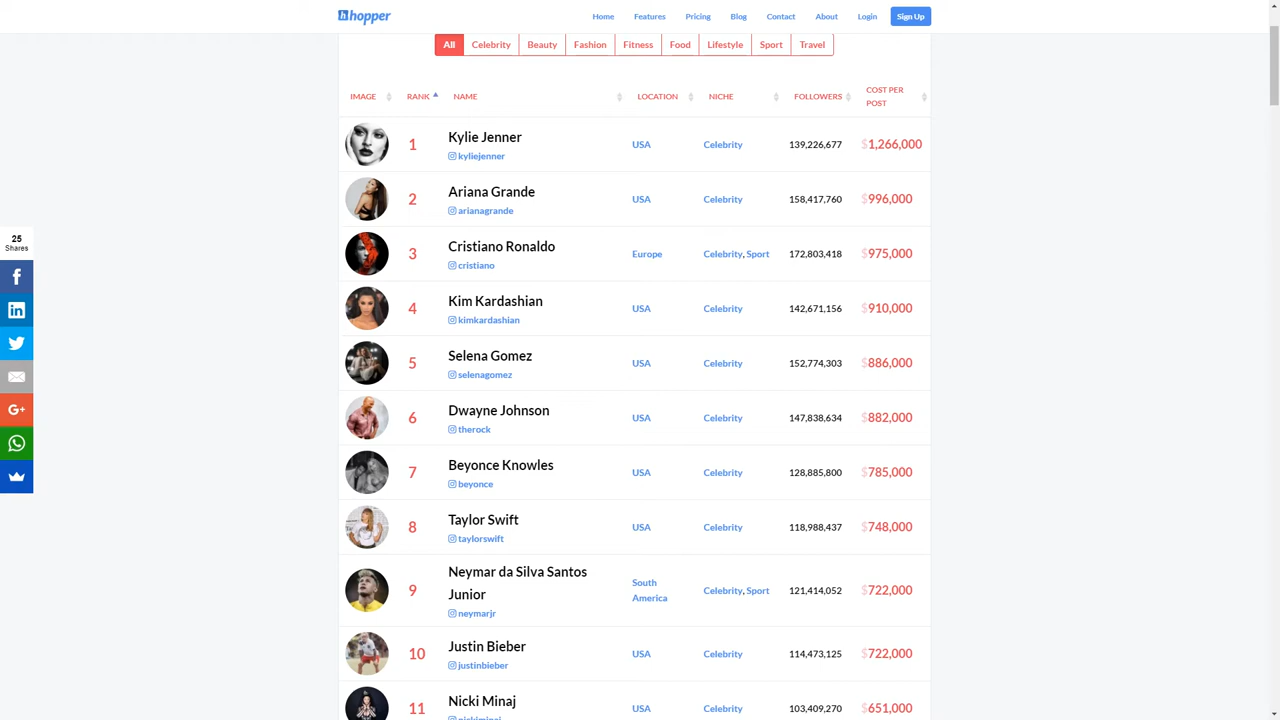 hopper
Home Features Pricing Blog Contact About Login Sign Up
All Celebrity Beauty Fashion Fitness Food Lifestyle Sport Travel
IMAGE RANK NAME LOCATION NICHE FOLLOWERS COST PER POST
1 Kylie Jenner USA Celebrity 139,226,677 $1,266,000
kyliejenner
2 Ariana Grande USA Celebrity 158,417,760 $996,000
arianagrande
25
Shares
3 Cristiano Ronaldo Europe Celebrity, Sport 172,803,418 $975,000
cristiano
4 Kim Kardashian USA Celebrity 142,671,156 $910,000
kimkardashian
5 Selena Gomez USA Celebrity 152,774,303 $886,000
selenagomez
6 Dwayne Johnson USA Celebrity 147,838,634 $882,000
therock
7 Beyonce Knowles USA Celebrity 128,885,800 $785,000
beyonce
8 Taylor Swift USA Celebrity 118,988,437 $748,000
taylorswift
9 Neymar da Silva Santos Junior South America Celebrity, Sport 121,414,052 $722,000
neymarjr
10 Justin Bieber USA Celebrity 114,473,125 $722,000
justinbieber
11 Nicki Minaj USA Celebrity 103,409,270 $651,000